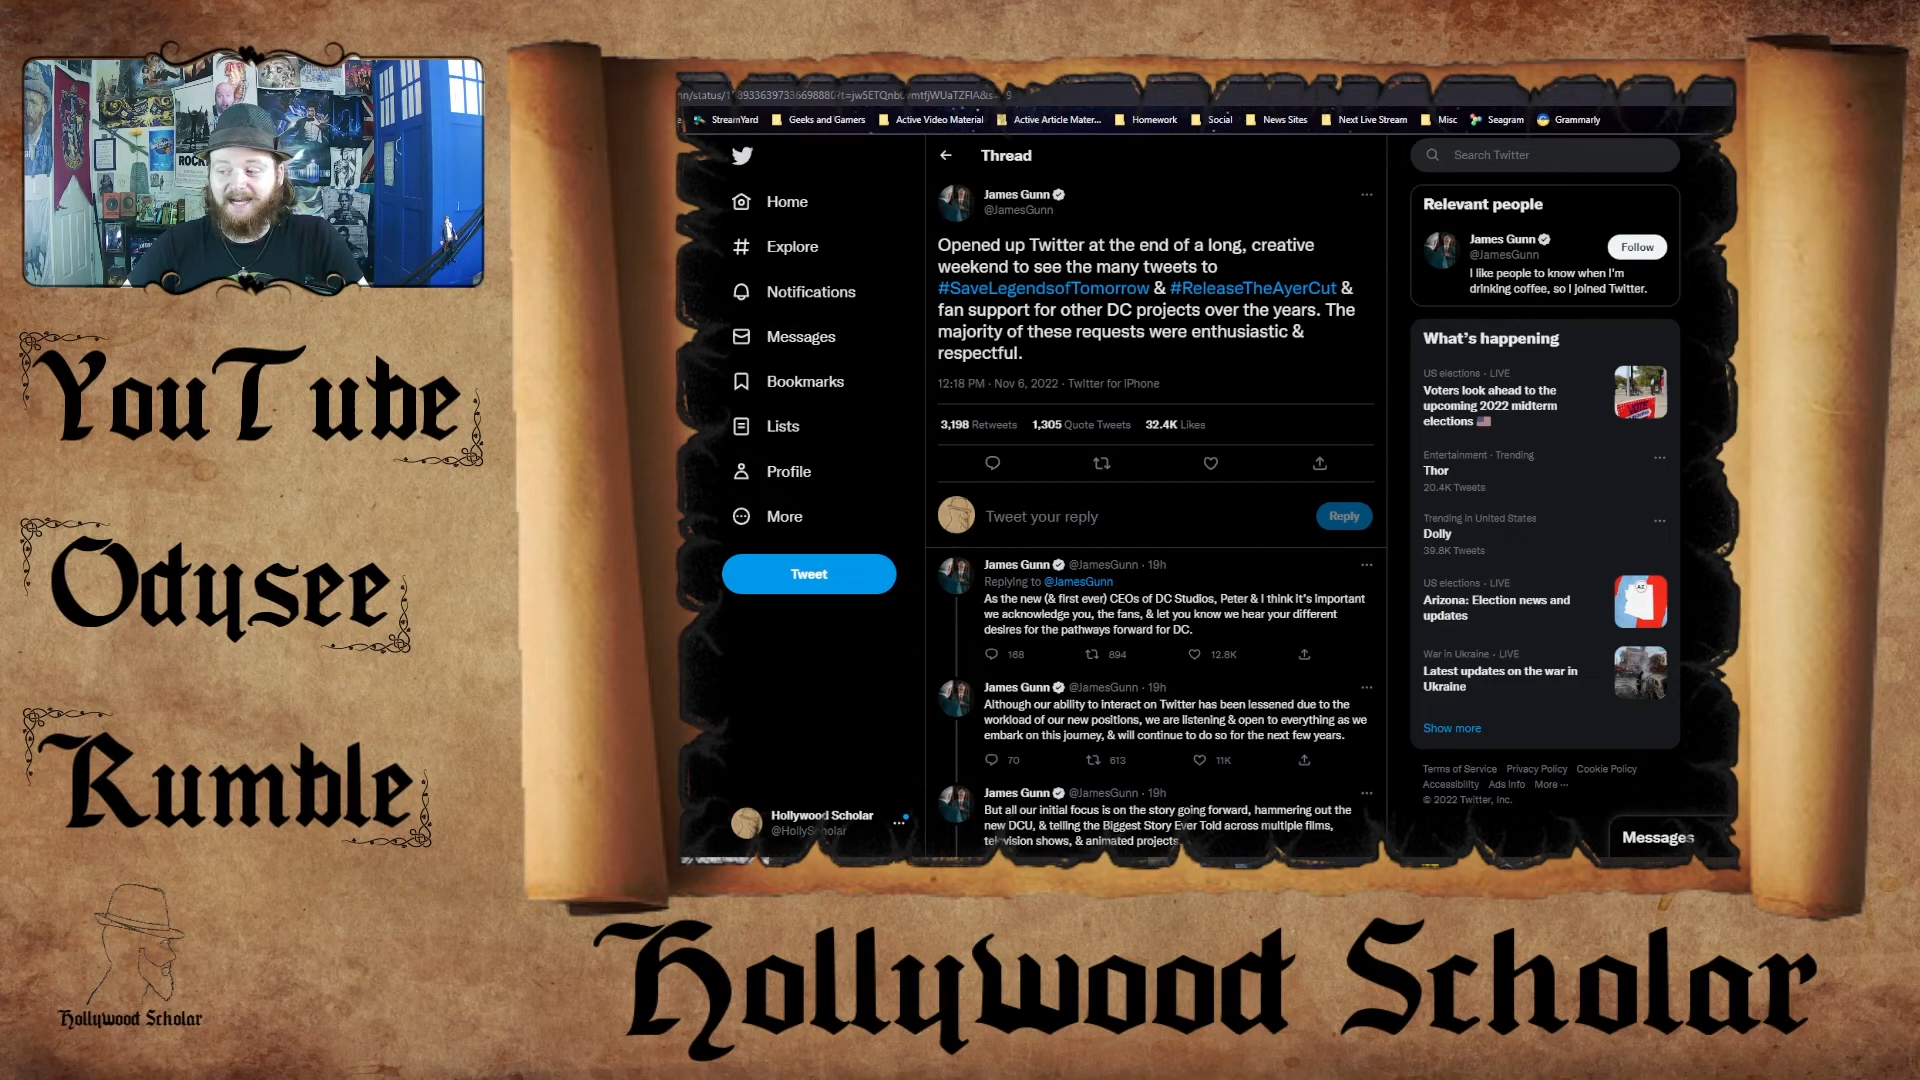 StreamYard
Geeks and Gamers
Active Video Material
Active Article Mater...
Homework
Social
News Sites
Next Live Stream
Misc
Seagram
Grammarly
Home
Explore
Notifications
Messages
Bookmarks
Lists
Profile
More
Tweet
Hollywood Scholar
Thread
James Gunn
@JamesGunn
Opened up Twitter at the end of a long, creative
weekend to see the many tweets to
#SaveLegendsofTomorrow & #ReleaseTheAyerCut &
fan support for other DC projects over the years. The
majority of these requests were enthusiastic &
respectful.
12:18 PM · Nov 6, 2022 · Twitter for iPhone
3,198 Retweets 1,305 Quote Tweets 32.4K Likes
Tweet your reply
Reply
James Gunn @JamesGunn · 19h
Replying to @JamesGunn
As the new (& first ever) CEOs of DC Studios, Peter & I think it's important
we acknowledge you, the fans, & let you know we hear your different
desires for the pathways forward for DC.
168 894 12.8K
James Gunn @JamesGunn · 19h
Although our ability to interact on Twitter has been lessened due to the
workload of our new positions, we are listening & open to everything as we
embark on this journey, & will continue to do so for the next few years.
70 613 11K
James Gunn @JamesGunn · 19h
But all our initial focus is on the story going forward, hammering out the
new DCU, & telling the Biggest Story Ever Told across multiple films,
television shows, & animated projects.
Search Twitter
Relevant people
James Gunn
@JamesGunn
Follow
I like people to know when I'm
drinking coffee, so I joined Twitter.
What's happening
US elections · LIVE
Voters look ahead to the
upcoming 2022 midterm
elections
Entertainment · Trending
Thor
20.4K Tweets
Trending in United States
Dolly
39.8K Tweets
US elections · LIVE
Arizona: Election news and
updates
War in Ukraine · LIVE
Latest updates on the war in
Ukraine
Show more
Terms of Service Privacy Policy Cookie Policy
Accessibility Ads Info More ...
© 2022 Twitter, Inc.
Messages
YouTube
Odysee
Rumble
Hollywood Scholar
Hollywood Scholar